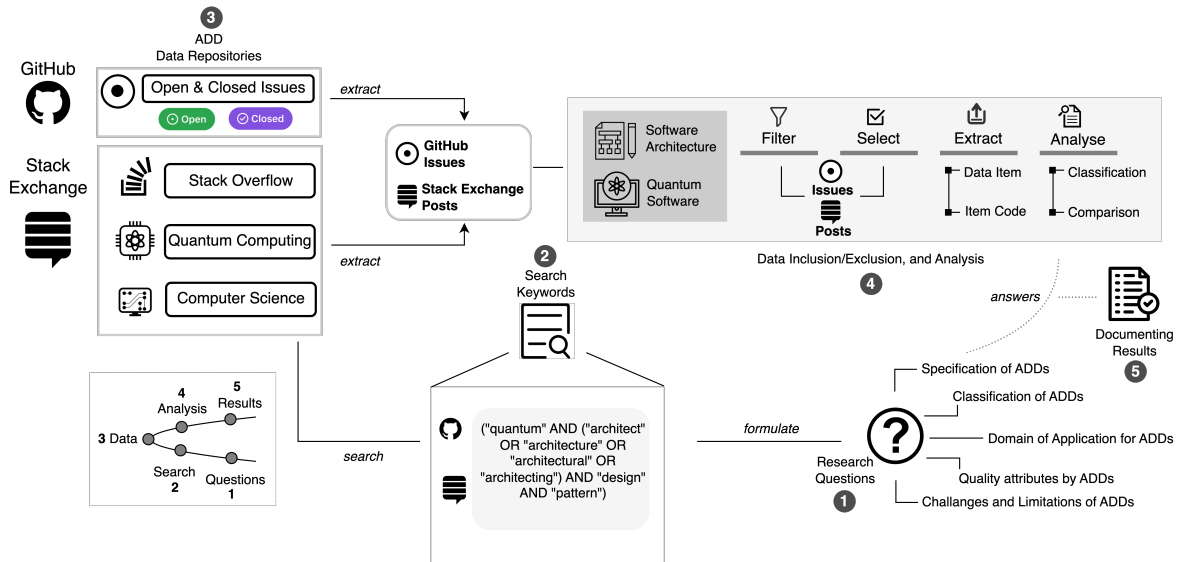 3
ADD
Data Repositories
GitHub
Open & Closed Issues
Open
Closed
Stack
Exchange
Stack Overflow
Quantum Computing
Computer Science
extract
extract
GitHub
Issues
Stack Exchange
Posts
Software
Architecture
Quantum
Software
Filter
Select
Extract
Analyse
Issues
Posts
Data Item
Item Code
Classification
Comparison
Data Inclusion/Exclusion, and Analysis
4
2
Search
Keywords
answers
Documenting
Results
5
4
Analysis
5
Results
3 Data
Search
2
Questions
1
search
("quantum" AND ("architect"
OR "architecture" OR
"architectural" OR
"architecting") AND "design"
AND "pattern")
formulate
Research
Questions
1
?
Specification of ADDs
Classification of ADDs
Domain of Application for ADDs
Quality attributes by ADDs
Challanges and Limitations of ADDs